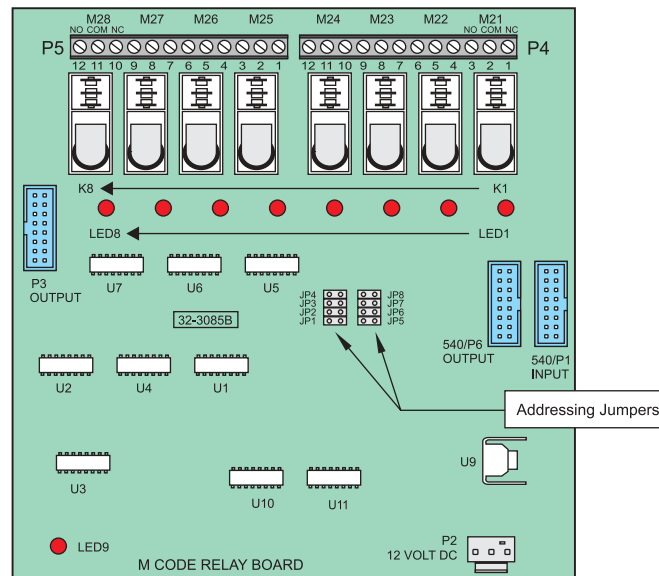 M28 M27 M26 M25 M24 M23 M22 M21
NO COM NC NO COM NC
P5 P4
12 11 10 9 8 7 6 5 4 3 2 1 12 11 10 9 8 7 6 5 4 3 2 1
K8 K1
LED8 LED1
P3
OUTPUT
U7 U6 U5
32-3085B
JP4 JP8
JP3 JP7
JP2 JP6
JP1 JP5
540/P6
OUTPUT
540/P1
INPUT
U2 U4 U1
Addressing Jumpers
U3 U10 U11
U9
LED9
P2
12 VOLT DC
M CODE RELAY BOARD